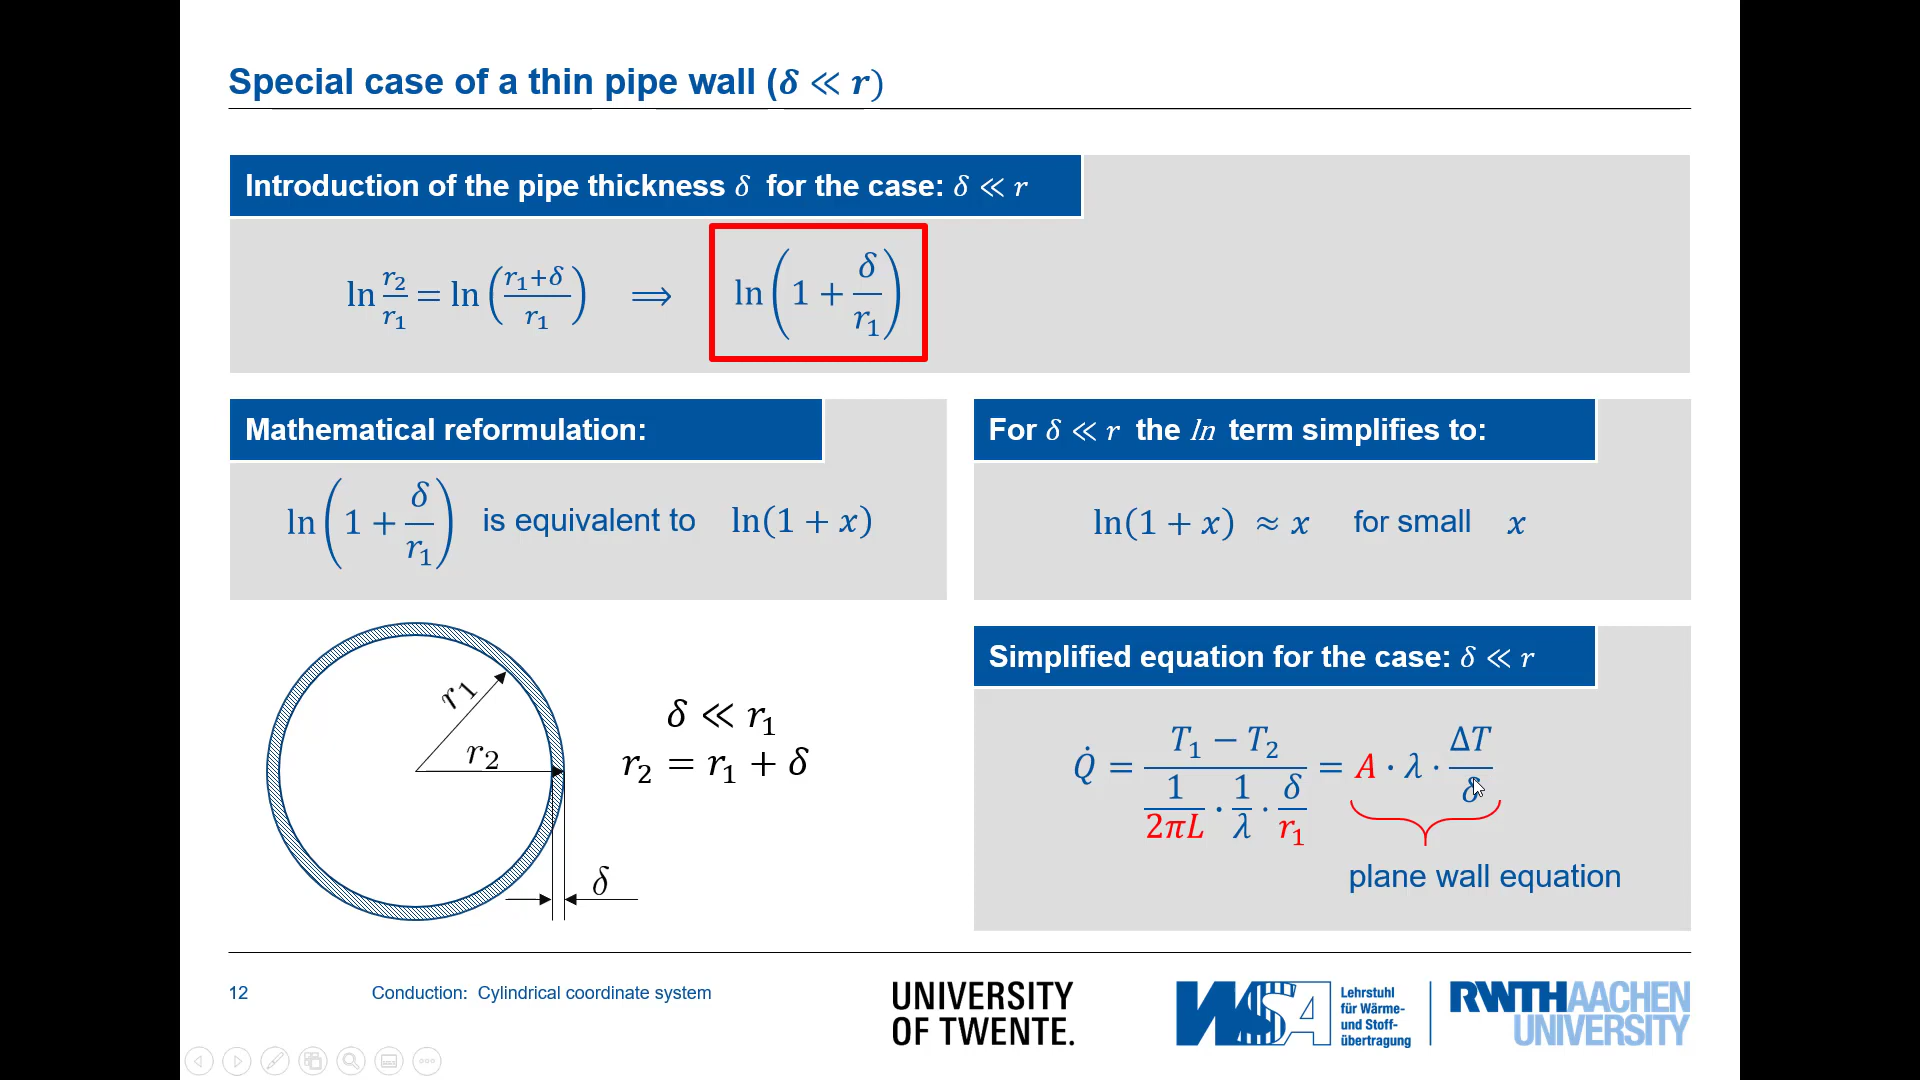 Special case of a thin pipe wall (δ ≪ r)
Introduction of the pipe thickness δ for the case: δ ≪ r
ln r₂/r₁ = ln((r₁+δ)/r₁) ⟹ ln(1 + δ/r₁)
Mathematical reformulation:
ln(1 + δ/r₁) is equivalent to ln(1 + x)
For δ ≪ r the ln term simplifies to:
ln(1 + x) ≈ x for small x
r₁
r₂
δ
δ ≪ r₁
r₂ = r₁ + δ
Simplified equation for the case: δ ≪ r
Q̇ = (T₁ − T₂)/(1/(2πL) · 1/λ · δ/r₁) = A · λ · ΔT/δ
plane wall equation
12 Conduction: Cylindrical coordinate system
UNIVERSITY
OF TWENTE.
WSA
Lehrstuhl
für Wärme-
und Stoff-
übertragung
RWTHAACHEN
UNIVERSITY